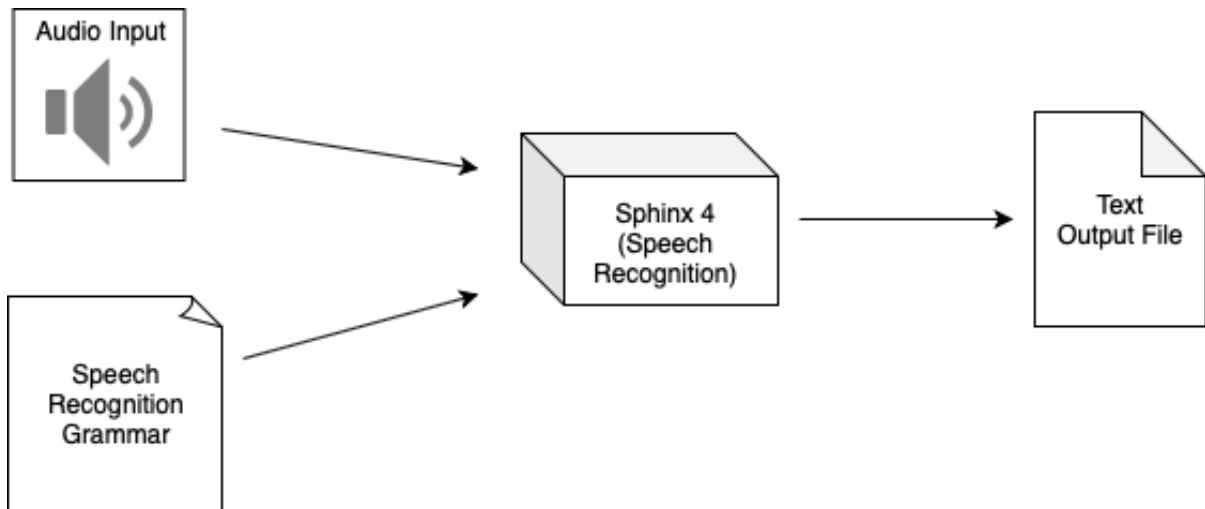 Audio Input
Speech
Recognition
Grammar
Sphinx 4
(Speech
Recognition)
Text
Output File